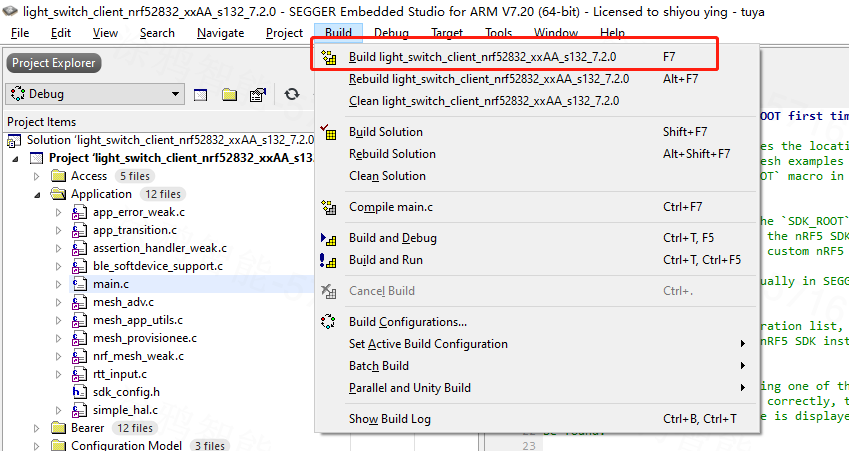 light_switch_client_nrf52832_xxAA_s132_7.2.0 - SEGGER Embedded Studio for ARM V7.20 (64-bit) - Licensed to shiyou ying - tuya
File Edit View Search Navigate Project Build Debug Target Tools Window Help
Project Explorer
Debug
Project Items
Solution 'light_switch_client_nrf52832_xxAA_s132_7.2.0
Project 'light_switch_client_nrf52832_xxAA_s13
Access 5 files
Application 12 files
app_error_weak.c
app_transition.c
assertion_handler_weak.c
ble_softdevice_support.c
main.c
mesh_adv.c
mesh_app_utils.c
mesh_provisionee.c
nrf_mesh_weak.c
rtt_input.c
sdk_config.h
simple_hal.c
Bearer 12 files
Configuration Model 3 files
Build light_switch_client_nrf52832_xxAA_s132_7.2.0 F7
Rebuild light_switch_client_nrf52832_xxAA_s132_7.2.0 Alt+F7
Clean light_switch_client_nrf52832_xxAA_s132_7.2.0
Build Solution Shift+F7
Rebuild Solution Alt+Shift+F7
Clean Solution
Compile main.c Ctrl+F7
Build and Debug Ctrl+T, F5
Build and Run Ctrl+T, Ctrl+F5
Cancel Build Ctrl+.
Build Configurations...
Set Active Build Configuration
Batch Build
Parallel and Unity Build
Show Build Log Ctrl+B, Ctrl+T
OOT first tim
es the locati
esh examples
OT` macro in
he `SDK_ROOT`
the nRF5 SDK
custom nRF5
ually in SEGG
ration list,
nRF5 SDK inst
ing one of th
correctly, t
e is displaye
22 be found.
23